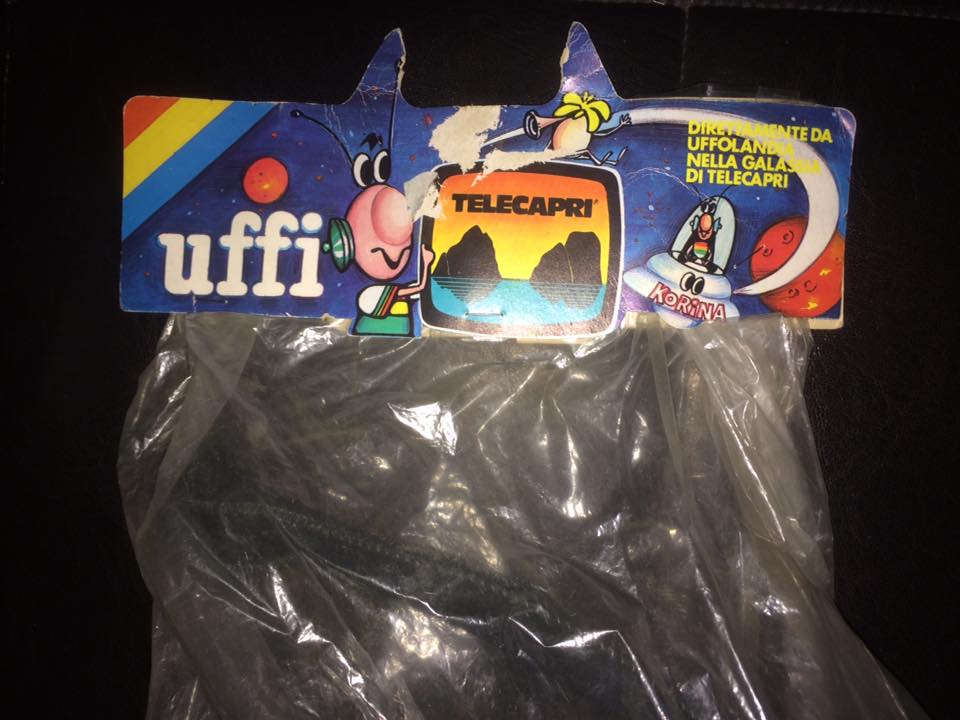 uffi
TELECAPRI
DIRETTAMENTE DA
UFFOLANDIA
NELLA GALASSIA
DI TELECAPRI
KORINA